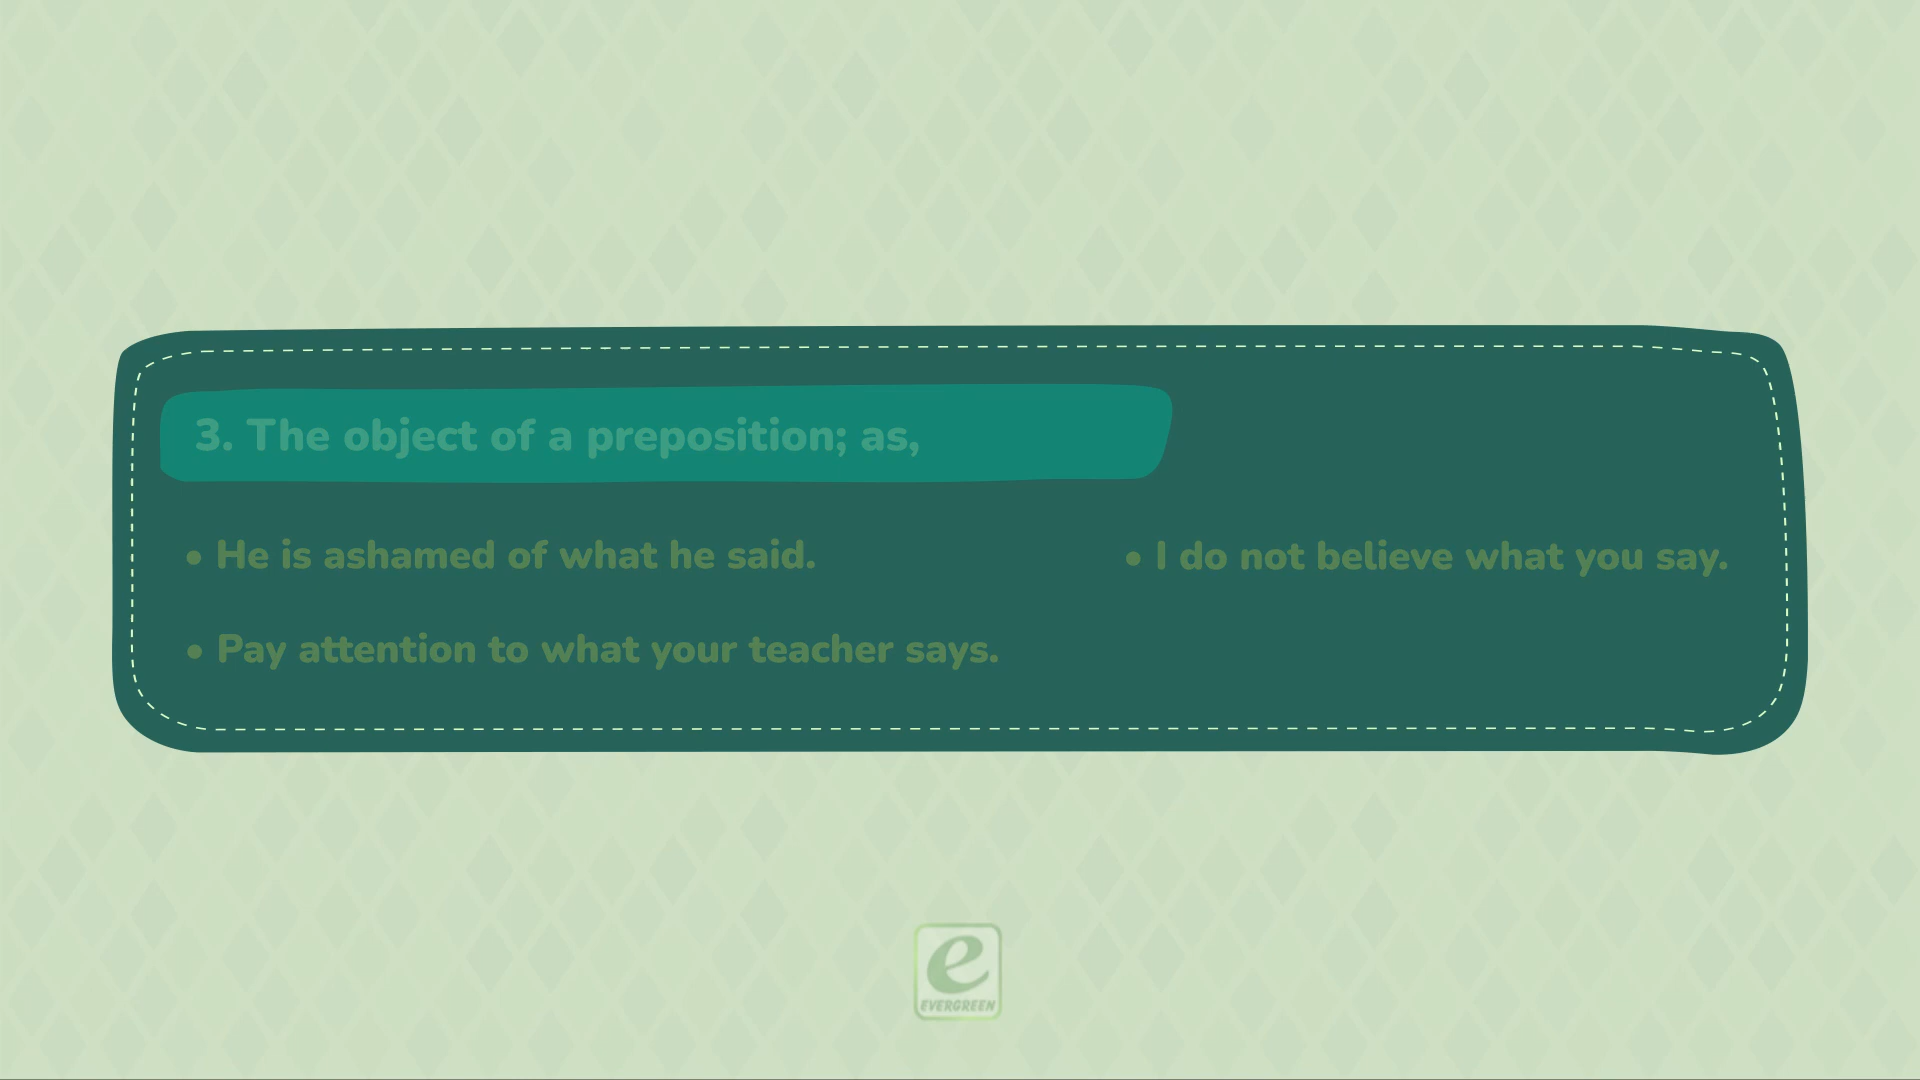 3. The object of a preposition; as,
• He is ashamed of what he said.
• I do not believe what you say.
• Pay attention to what your teacher says.
e
EVERGREEN